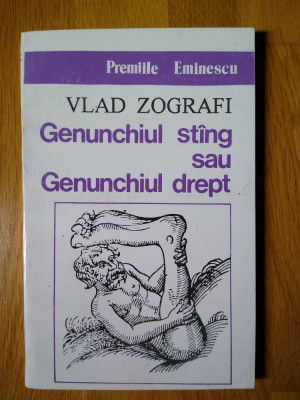 Premiile Eminescu
VLAD ZOGRAFI
Genunchiul stîng
sau
Genunchiul drept